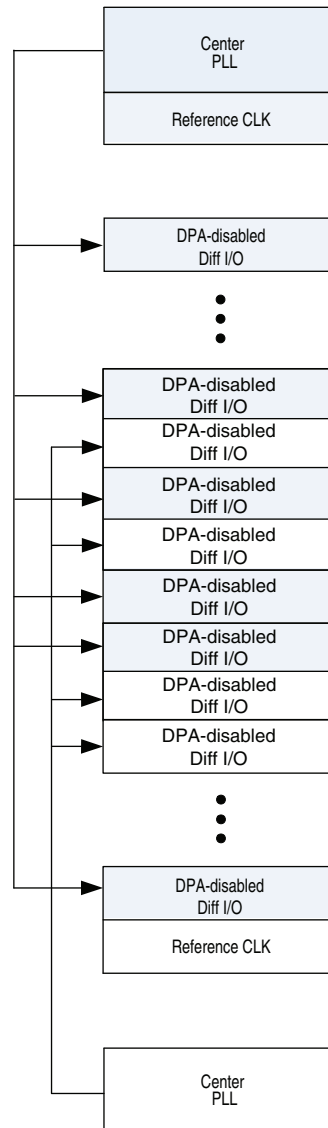 Center
PLL
Reference CLK
DPA-disabled
Diff I/O
DPA-disabled
Diff I/O
DPA-disabled
Diff I/O
DPA-disabled
Diff I/O
DPA-disabled
Diff I/O
DPA-disabled
Diff I/O
DPA-disabled
Diff I/O
DPA-disabled
Diff I/O
DPA-disabled
Diff I/O
DPA-disabled
Diff I/O
Reference CLK
Center
PLL